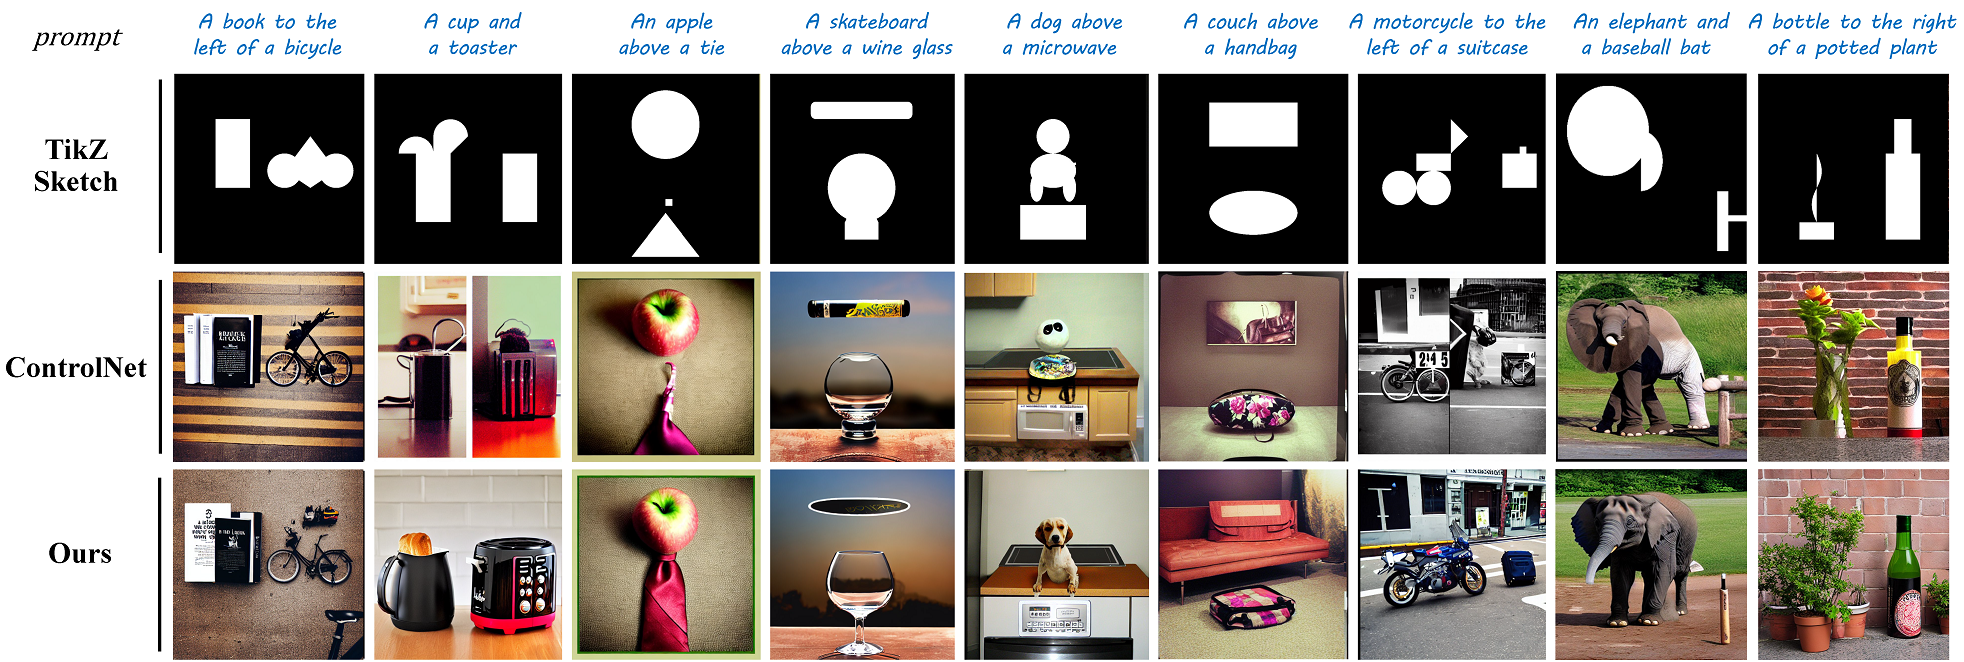 prompt
A book to the
left of a bicycle
A cup and
a toaster
An apple
above a tie
A skateboard
above a wine glass
A dog above
a microwave
A couch above
a handbag
A motorcycle to the
left of a suitcase
An elephant and
a baseball bat
A bottle to the right
of a potted plant
TikZ
Sketch
ControlNet
Ours